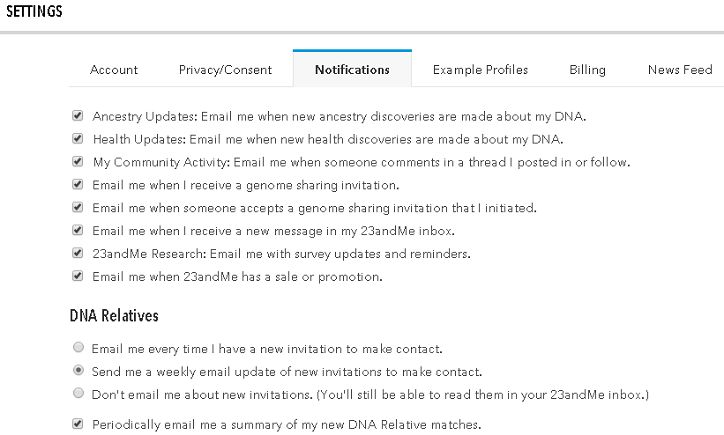 SETTINGS
Account Privacy/Consent Notifications Example Profiles Billing News Feed
Ancestry Updates: Email me when new ancestry discoveries are made about my DNA.
Health Updates: Email me when new health discoveries are made about my DNA.
My Community Activity: Email me when someone comments in a thread I posted in or follow.
Email me when I receive a genome sharing invitation.
Email me when someone accepts a genome sharing invitation that I initiated.
Email me when I receive a new message in my 23andMe inbox.
23andMe Research: Email me with survey updates and reminders.
Email me when 23andMe has a sale or promotion.
DNA Relatives
Email me every time I have a new invitation to make contact.
Send me a weekly email update of new invitations to make contact.
Don't email me about new invitations. (You'll still be able to read them in your 23andMe inbox.)
Periodically email me a summary of my new DNA Relative matches.